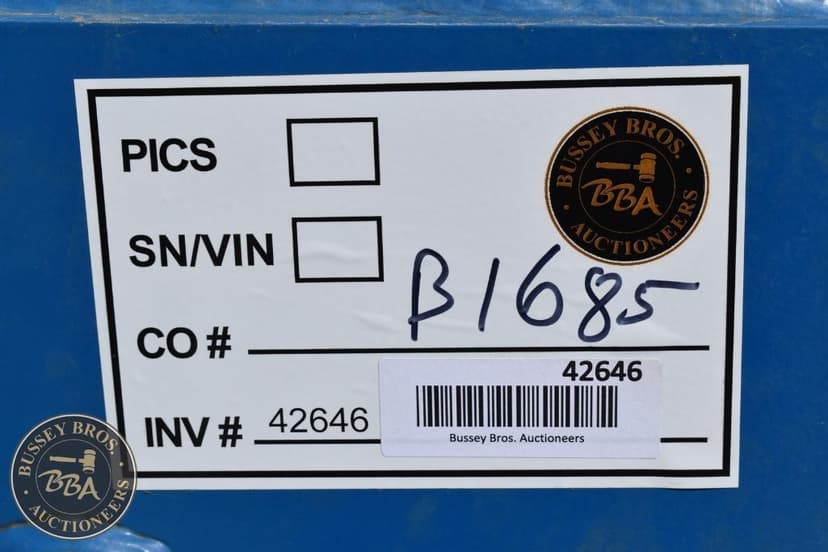 PICS
BUSSEY BROS.
BBA
AUCTIONEERS
SN/VIN
CO # B1685
INV # 42646
42646
Bussey Bros. Auctioneers
BUSSEY BROS.
BBA
AUCTIONEERS